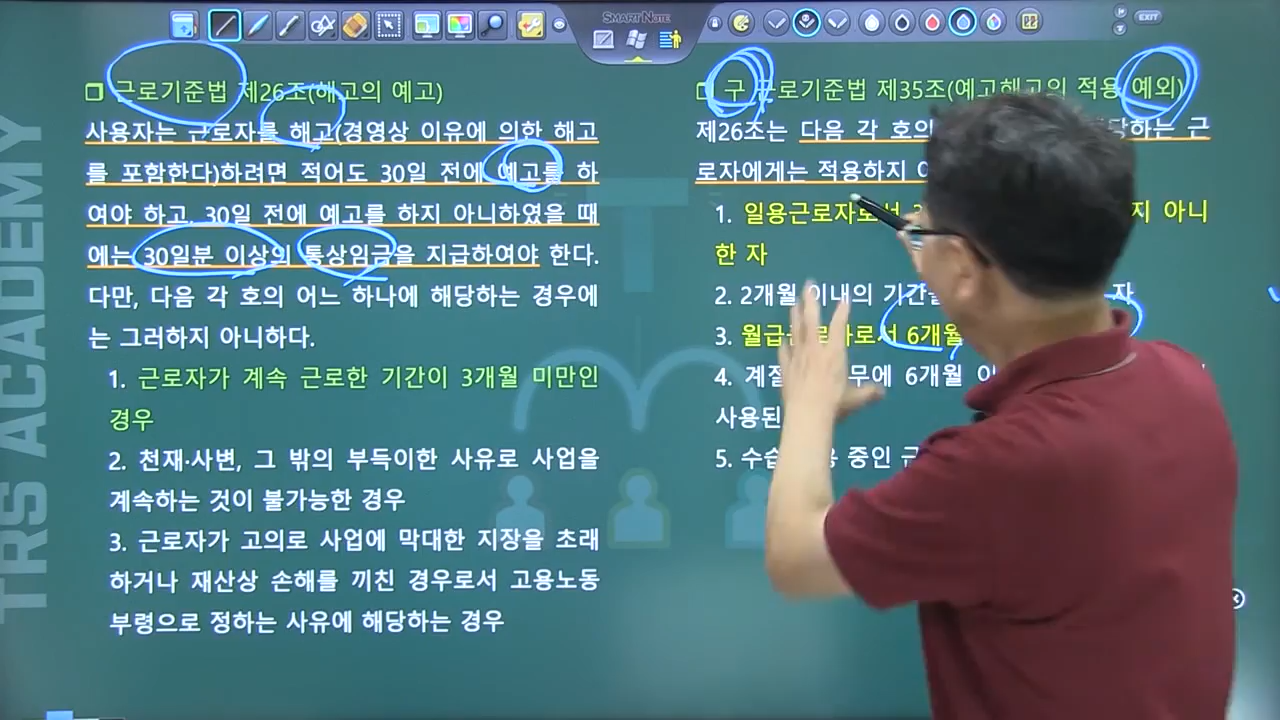 SMART NOTE
EXIT
TRS ACADEMY
근로기준법 제26조(해고의 예고)
사용자는 근로자를 해고(경영상 이유에 의한 해고
를 포함한다)하려면 적어도 30일 전에 예고를 하
여야 하고, 30일 전에 예고를 하지 아니하였을 때
에는 30일분 이상의 통상임금을 지급하여야 한다.
다만, 다음 각 호의 어느 하나에 해당하는 경우에
는 그러하지 아니하다.
1. 근로자가 계속 근로한 기간이 3개월 미만인
경우
2. 천재·사변, 그 밖의 부득이한 사유로 사업을
계속하는 것이 불가능한 경우
3. 근로자가 고의로 사업에 막대한 지장을 초래
하거나 재산상 손해를 끼친 경우로서 고용노동
부령으로 정하는 사유에 해당하는 경우
구 근로기준법 제35조(예고해고의 적용 예외)
제26조는 다음 각 호의 하는 근
로자에게는 적용하지
1. 일용근로자로서 지 아니
한 자
2. 2개월 이내의 자
3. 6개월
4. 6개월
사용된
5. 중인